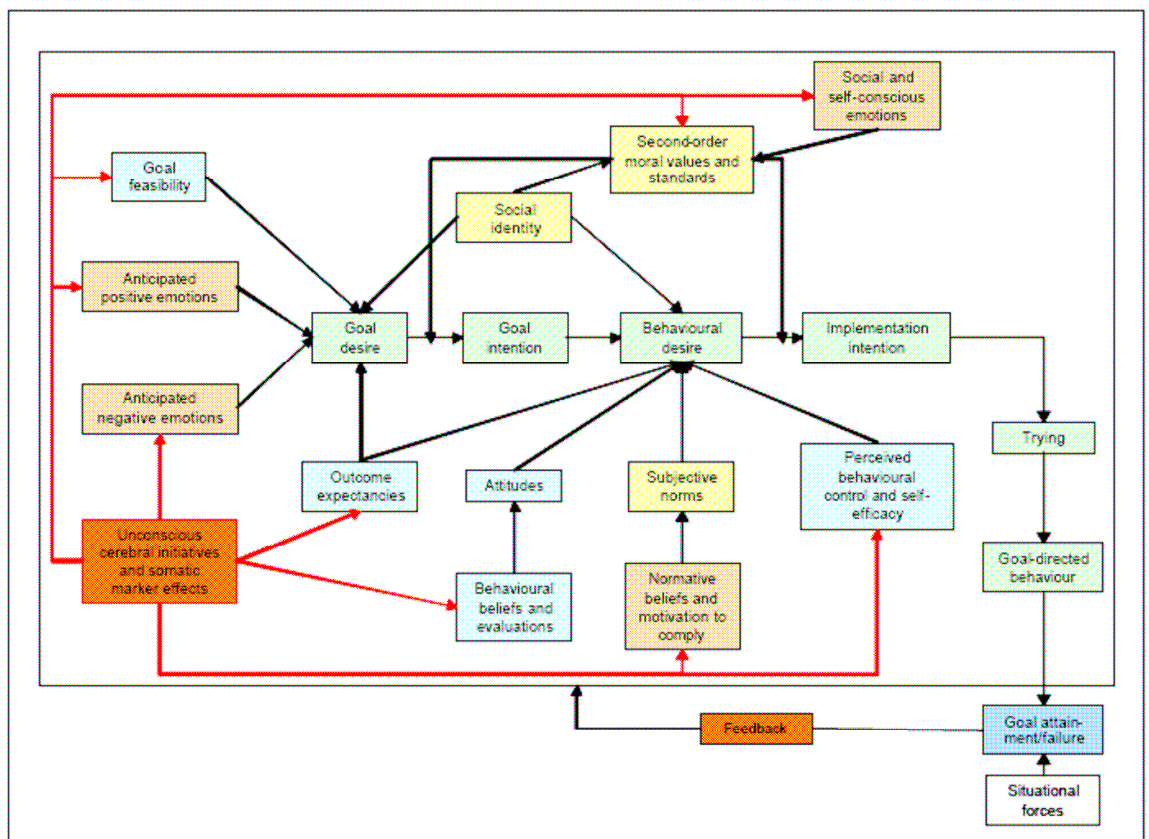 Social and
self-conscious
emotions
Second-order
moral values and
standards
Goal
feasibility
Social
identity
Anticipated
positive emotions
Goal
desire
Goal
intention
Behavioural
desire
Implementation
intention
Anticipated
negative emotions
Trying
Outcome
expectancies
Attitudes
Subjective
norms
Perceived
behavioural
control and self-
efficacy
Unconscious
cerebral initiatives
and somatic
marker effects
Goal-directed
behaviour
Behavioural
beliefs and
evaluations
Normative
beliefs and
motivation to
comply
Feedback
Goal attain-
ment/failure
Situational
forces